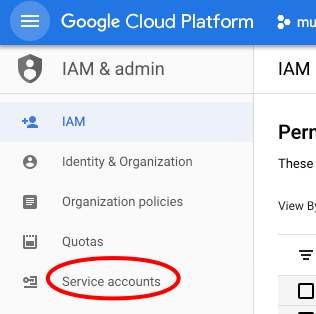 Google Cloud Platform
mu
IAM & admin
IAM
IAM
Perm
These
Identity & Organization
Organization policies
View By
Quotas
Service accounts